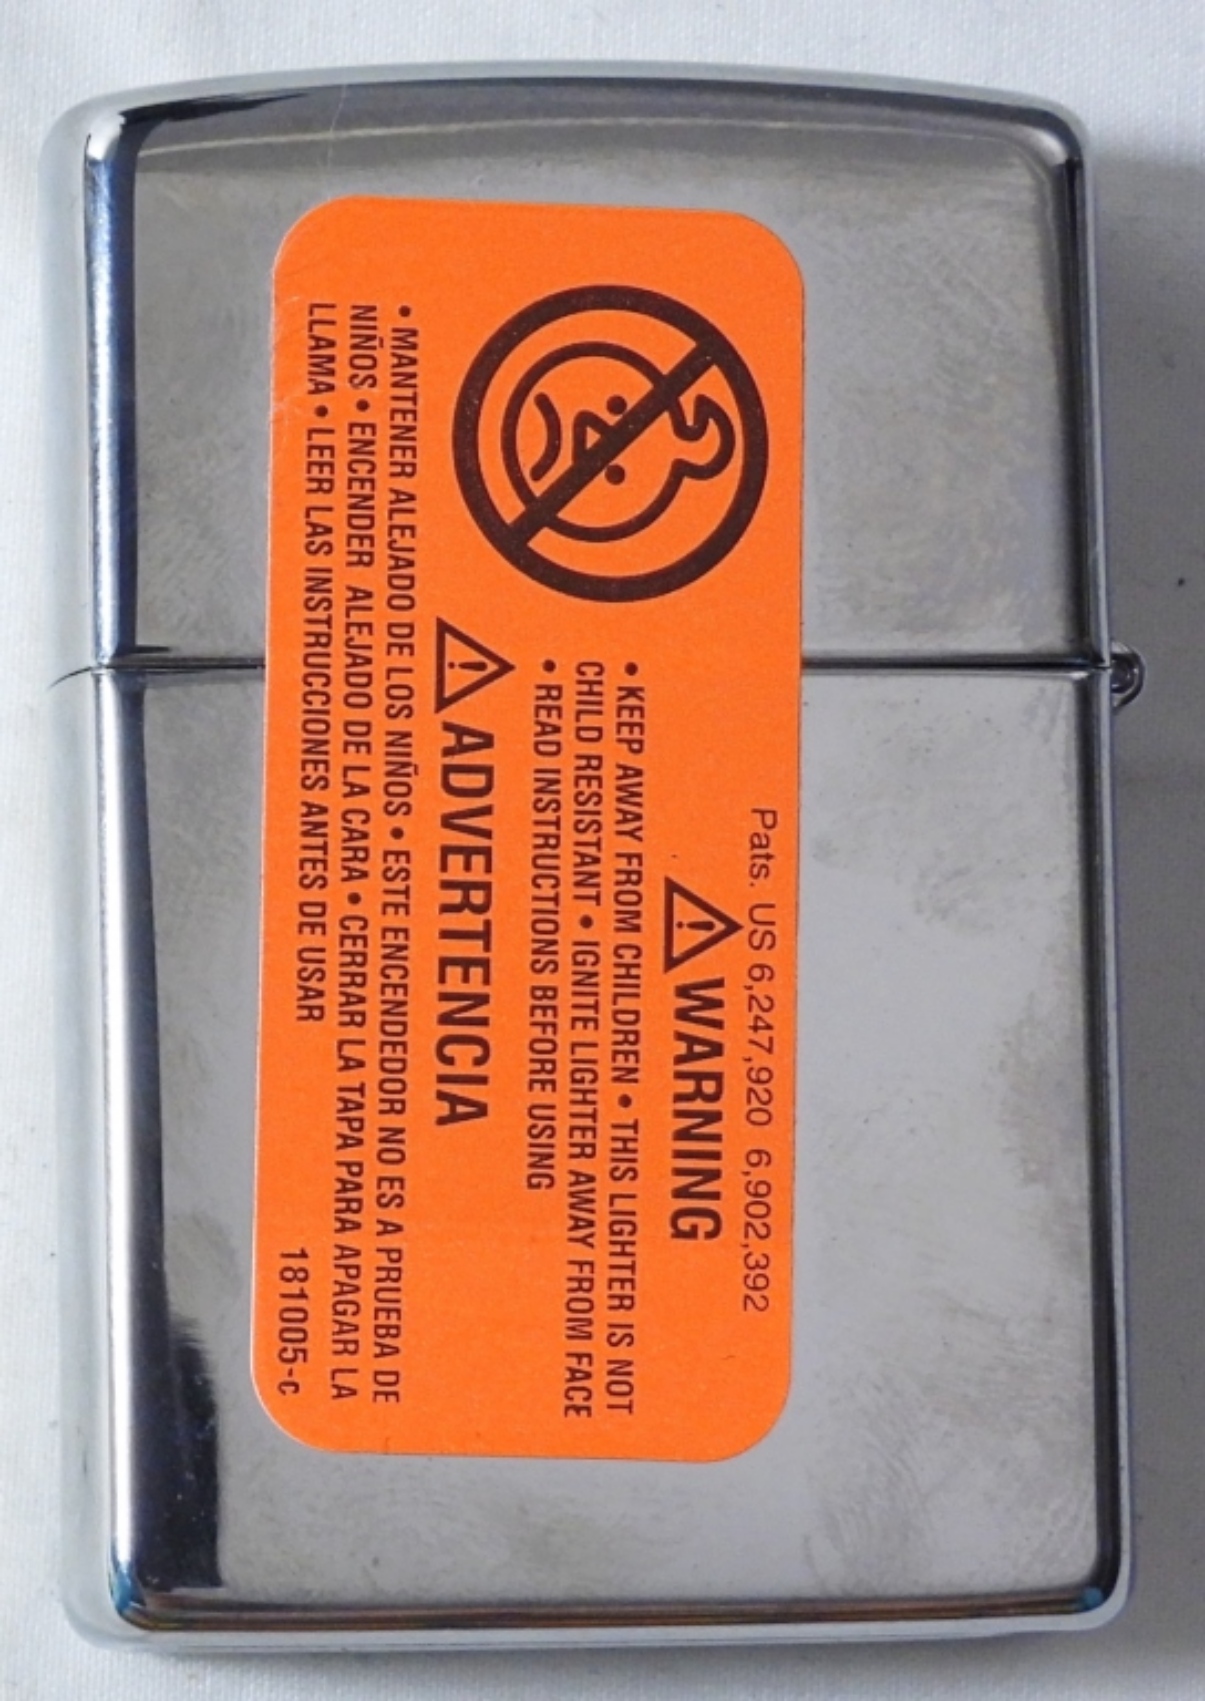 Pats. US 6,247,920 6,902,392
⚠ WARNING
• KEEP AWAY FROM CHILDREN • THIS LIGHTER IS NOT
CHILD RESISTANT • IGNITE LIGHTER AWAY FROM FACE
• READ INSTRUCTIONS BEFORE USING
⚠ ADVERTENCIA
• MANTENER ALEJADO DE LOS NIÑOS • ESTE ENCENDEDOR NO ES A PRUEBA DE
NIÑOS • ENCENDER ALEJADO DE LA CARA • CERRAR LA TAPA PARA APAGAR LA
LLAMA • LEER LAS INSTRUCCIONES ANTES DE USAR
181005-c